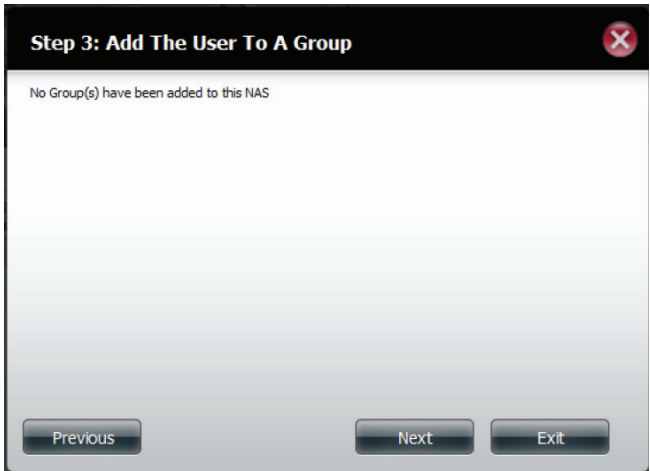 Step 3: Add The User To A Group
No Group(s) have been added to this NAS
Previous
Next
Exit